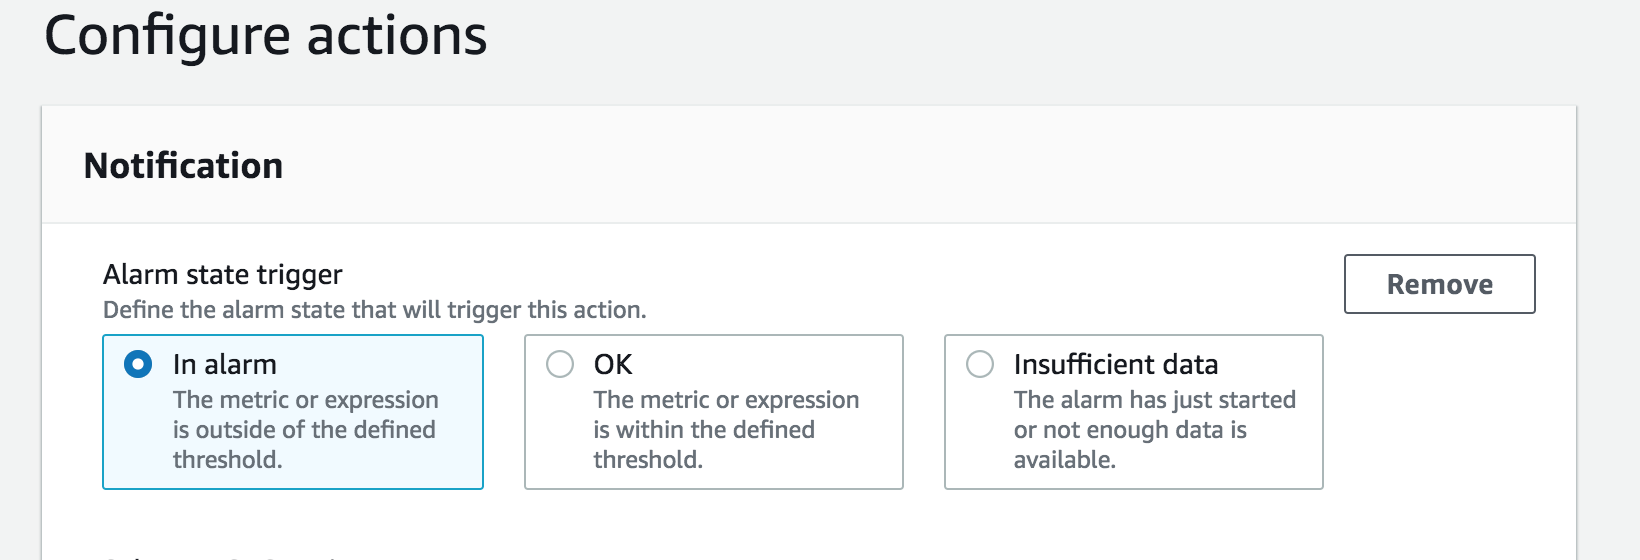 Configure actions
Notification
Alarm state trigger
Define the alarm state that will trigger this action.
Remove
In alarm
The metric or expression
is outside of the defined
threshold.
OK
The metric or expression
is within the defined
threshold.
Insufficient data
The alarm has just started
or not enough data is
available.